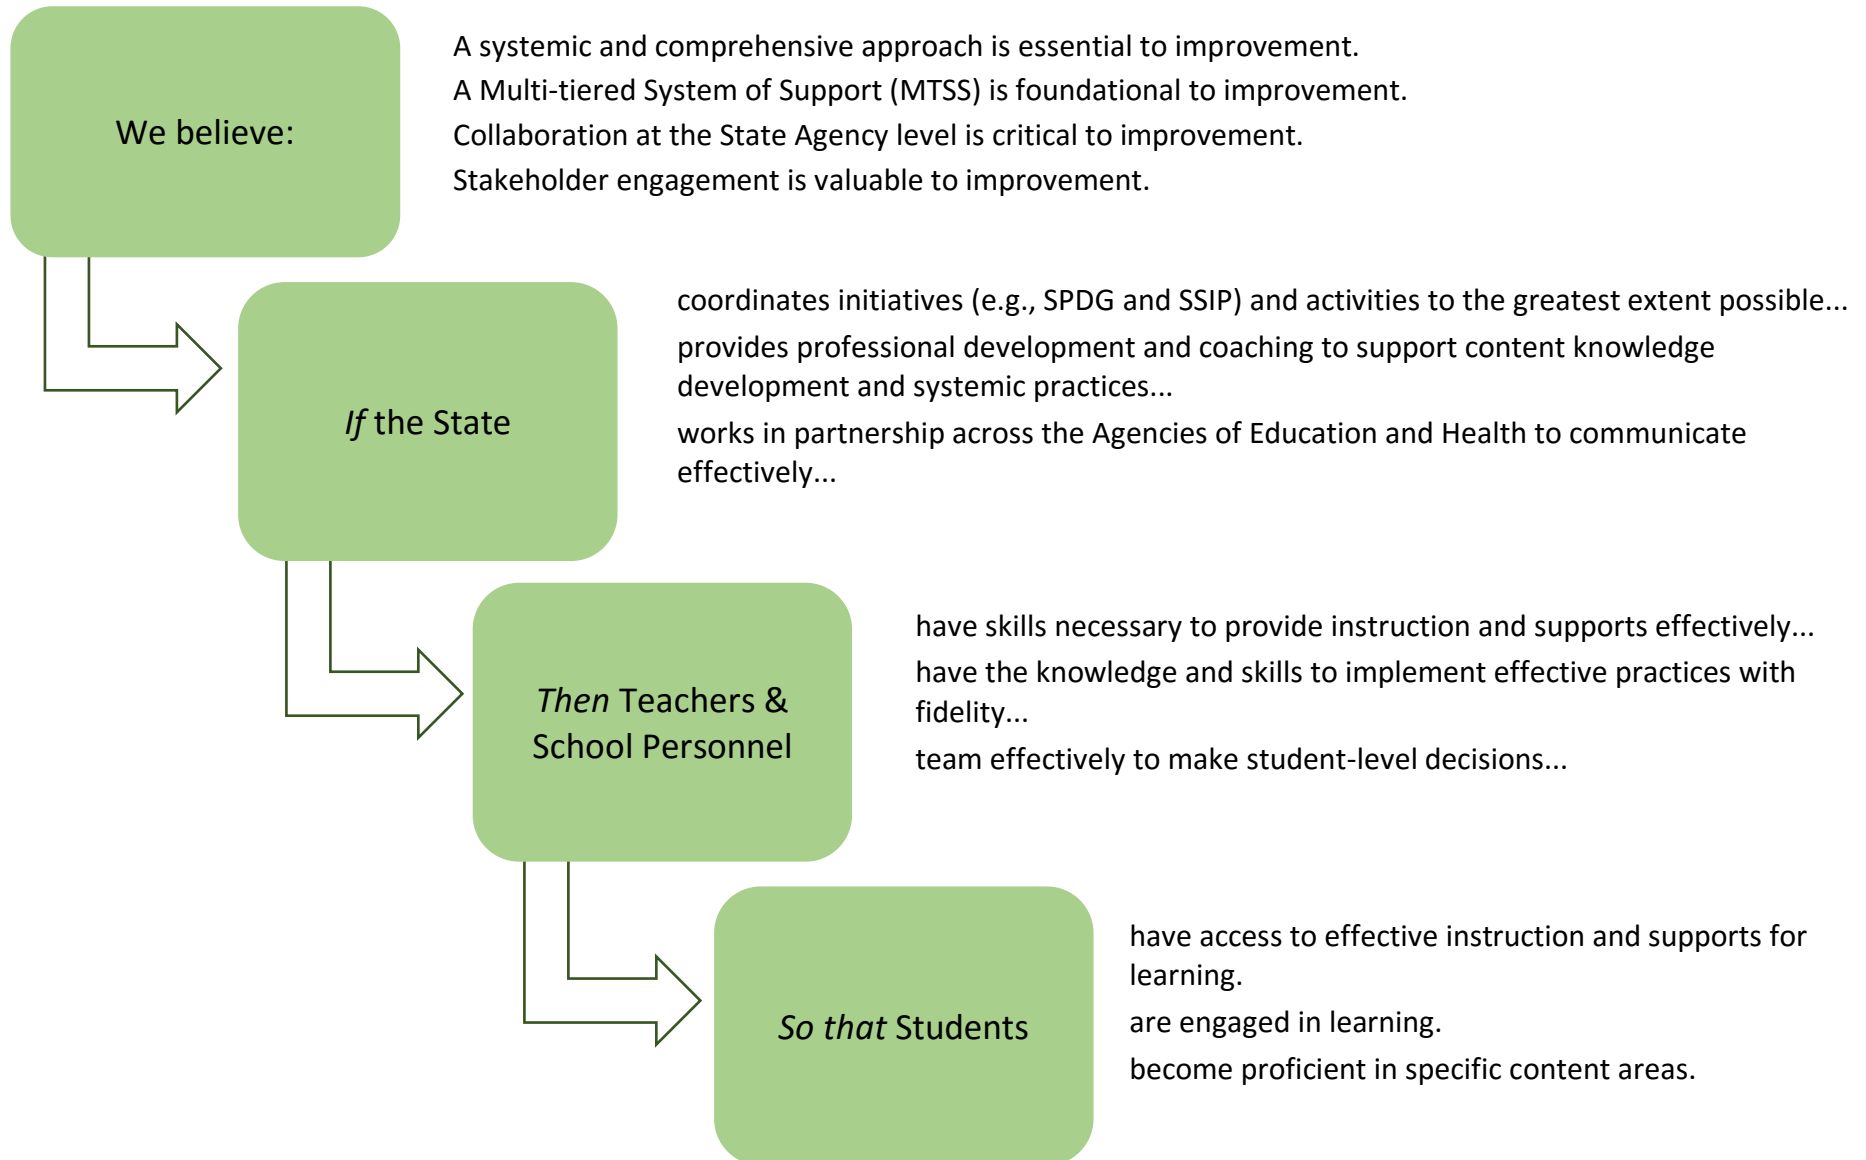 We believe:
A systemic and comprehensive approach is essential to improvement.
A Multi-tiered System of Support (MTSS) is foundational to improvement.
Collaboration at the State Agency level is critical to improvement.
Stakeholder engagement is valuable to improvement.
If the State
coordinates initiatives (e.g., SPDG and SSIP) and activities to the greatest extent possible...
provides professional development and coaching to support content knowledge
development and systemic practices...
works in partnership across the Agencies of Education and Health to communicate
effectively...
Then Teachers &
School Personnel
have skills necessary to provide instruction and supports effectively...
have the knowledge and skills to implement effective practices with
fidelity...
team effectively to make student-level decisions...
So that Students
have access to effective instruction and supports for
learning.
are engaged in learning.
become proficient in specific content areas.